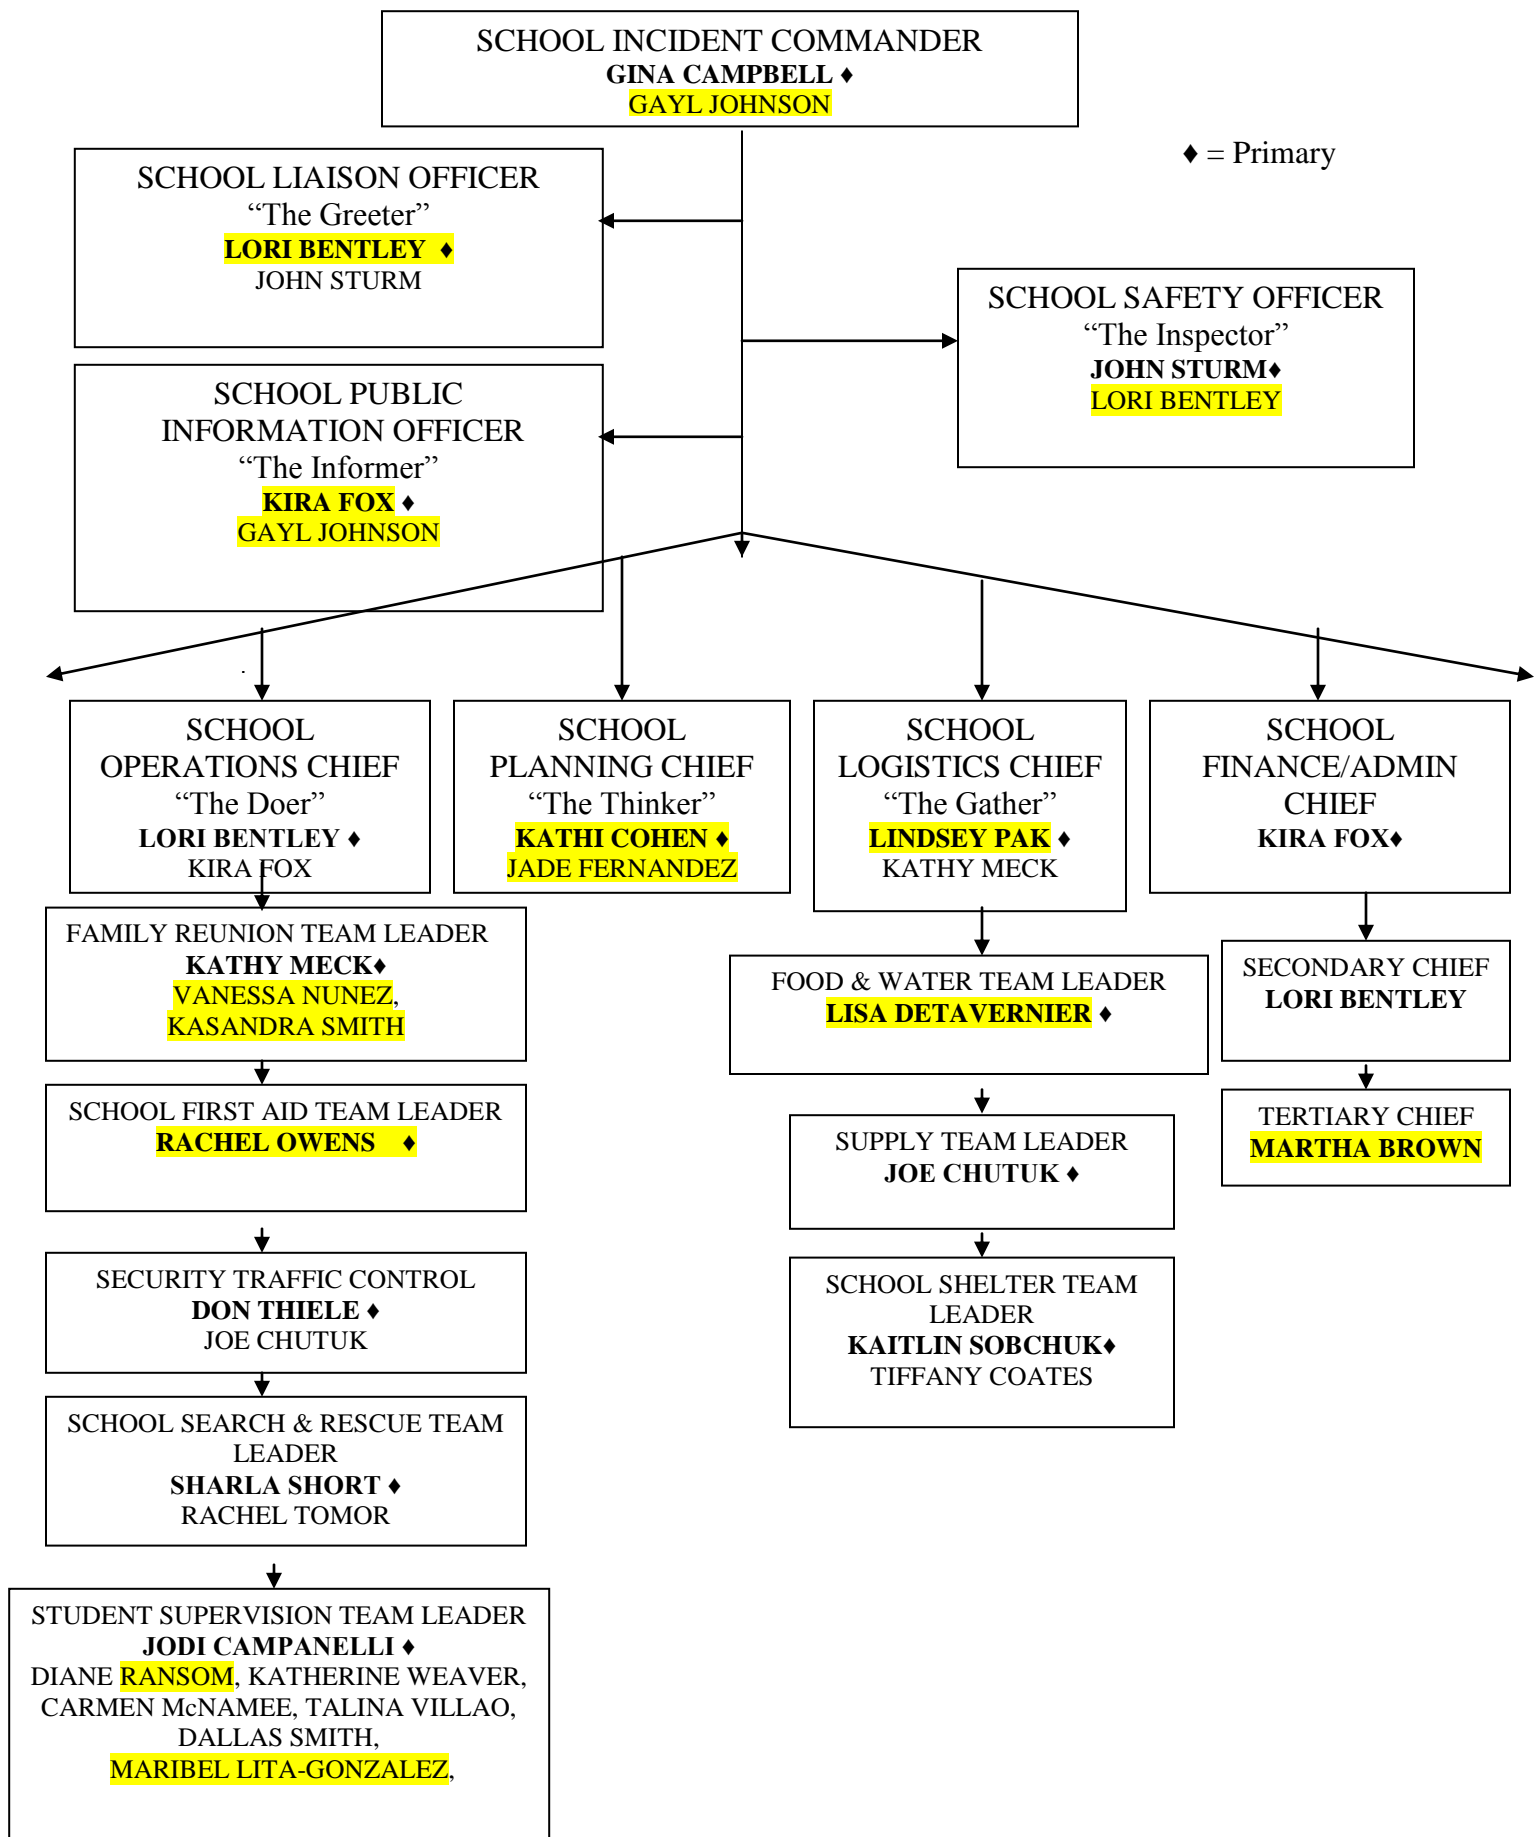 SCHOOL INCIDENT COMMANDER
GINA CAMPBELL ♦
GAYL JOHNSON
♦ = Primary
SCHOOL LIAISON OFFICER
“The Greeter”
LORI BENTLEY ♦
JOHN STURM
SCHOOL SAFETY OFFICER
“The Inspector”
JOHN STURM♦
LORI BENTLEY
SCHOOL PUBLIC
INFORMATION OFFICER
“The Informer”
KIRA FOX ♦
GAYL JOHNSON
SCHOOL
OPERATIONS CHIEF
“The Doer”
LORI BENTLEY ♦
KIRA FOX
SCHOOL
PLANNING CHIEF
“The Thinker”
KATHI COHEN ♦
JADE FERNANDEZ
SCHOOL
LOGISTICS CHIEF
“The Gather”
LINDSEY PAK ♦
KATHY MECK
SCHOOL
FINANCE/ADMIN
CHIEF
KIRA FOX♦
FAMILY REUNION TEAM LEADER
KATHY MECK♦
VANESSA NUNEZ,
KASANDRA SMITH
SCHOOL FIRST AID TEAM LEADER
RACHEL OWENS ♦
SECURITY TRAFFIC CONTROL
DON THIELE ♦
JOE CHUTUK
SCHOOL SEARCH & RESCUE TEAM
LEADER
SHARLA SHORT ♦
RACHEL TOMOR
STUDENT SUPERVISION TEAM LEADER
JODI CAMPANELLI ♦
DIANE RANSOM, KATHERINE WEAVER,
CARMEN McNAMEE, TALINA VILLAO,
DALLAS SMITH,
MARIBEL LITA-GONZALEZ,
FOOD & WATER TEAM LEADER
LISA DETAVERNIER ♦
SUPPLY TEAM LEADER
JOE CHUTUK ♦
SCHOOL SHELTER TEAM
LEADER
KAITLIN SOBCHUK♦
TIFFANY COATES
SECONDARY CHIEF
LORI BENTLEY
TERTIARY CHIEF
MARTHA BROWN